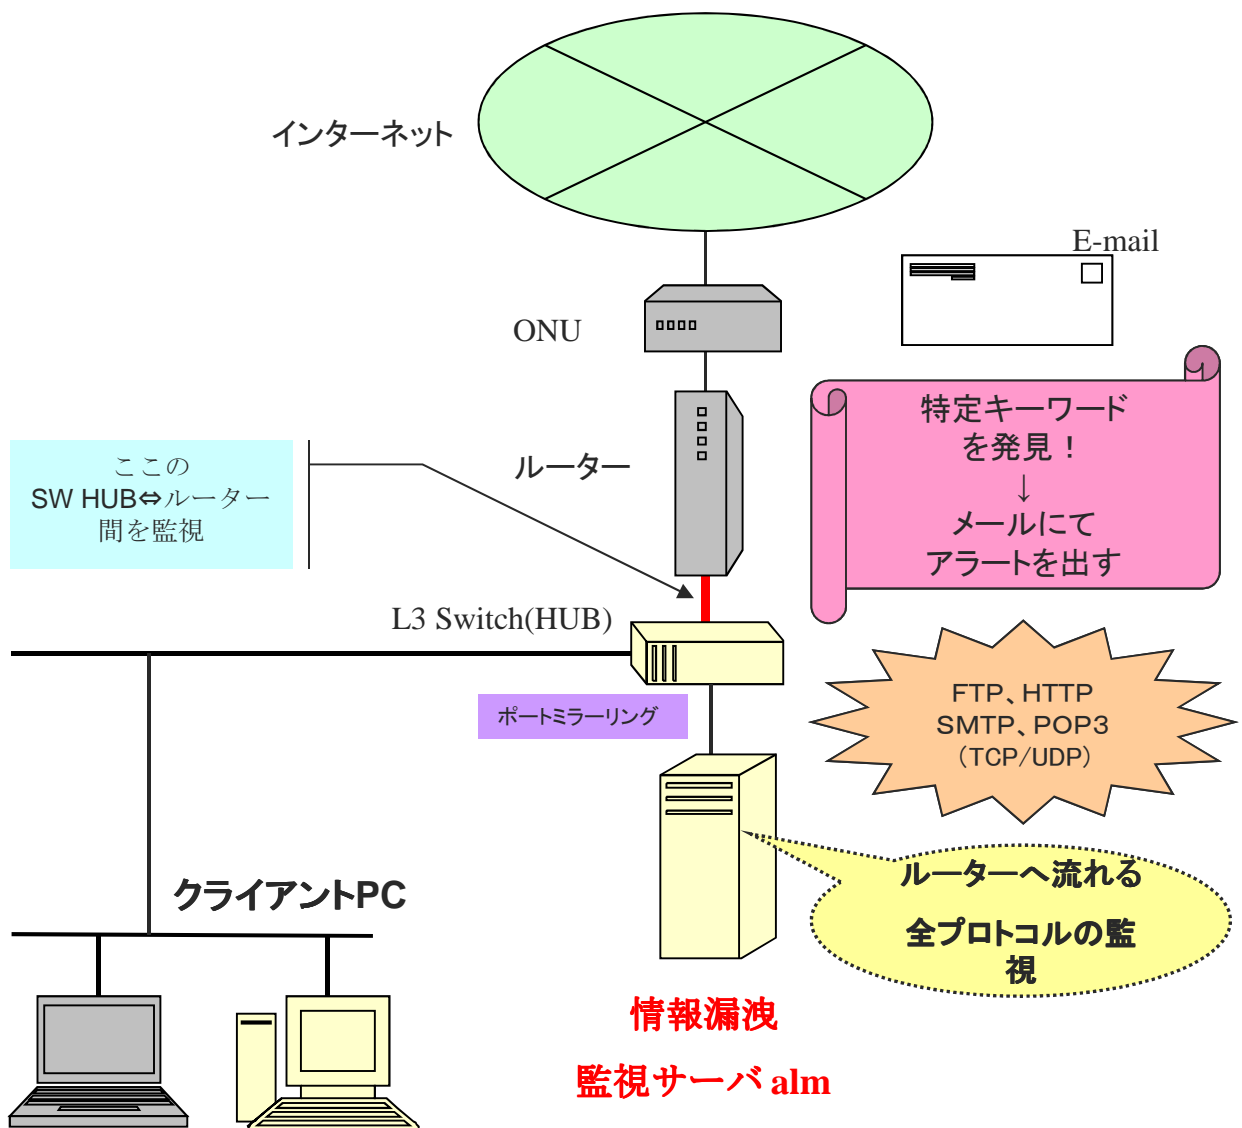 インターネット
E-mail
ONU
特定キーワード
を発見！
↓
メールにて
アラートを出す
ルーター
ここの
SW HUB⇔ルーター
間を監視
L3 Switch(HUB)
ポートミラーリング
FTP、HTTP
SMTP、POP3
（TCP/UDP）
ルーターへ流れる
全プロトコルの監
視
クライアントPC
情報漏洩
監視サーバ alm